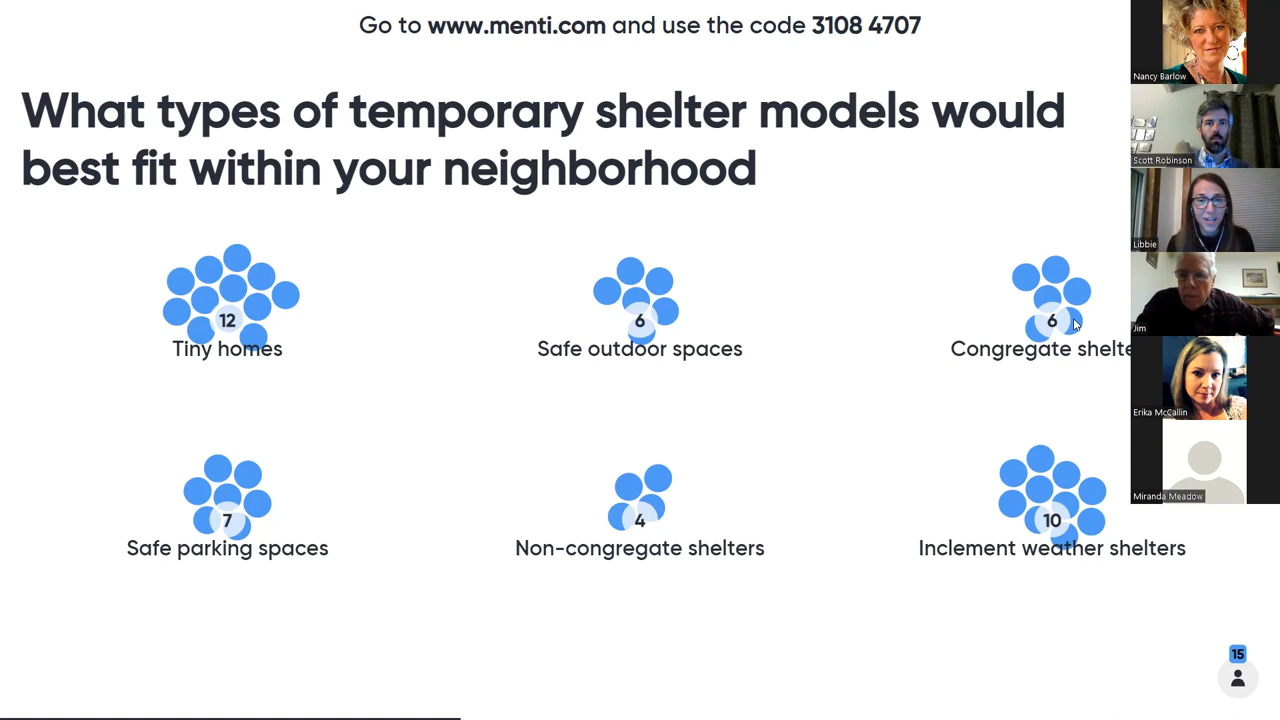 Go to www.menti.com and use the code 3108 4707
What types of temporary shelter models would
best fit within your neighborhood
12
Tiny homes
6
Safe outdoor spaces
6
Congregate shelte
7
Safe parking spaces
4
Non-congregate shelters
10
Inclement weather shelters
15
Nancy Barlow
Scott Robinson
Libbie
Jim
Erika McCallin
Miranda Meadow